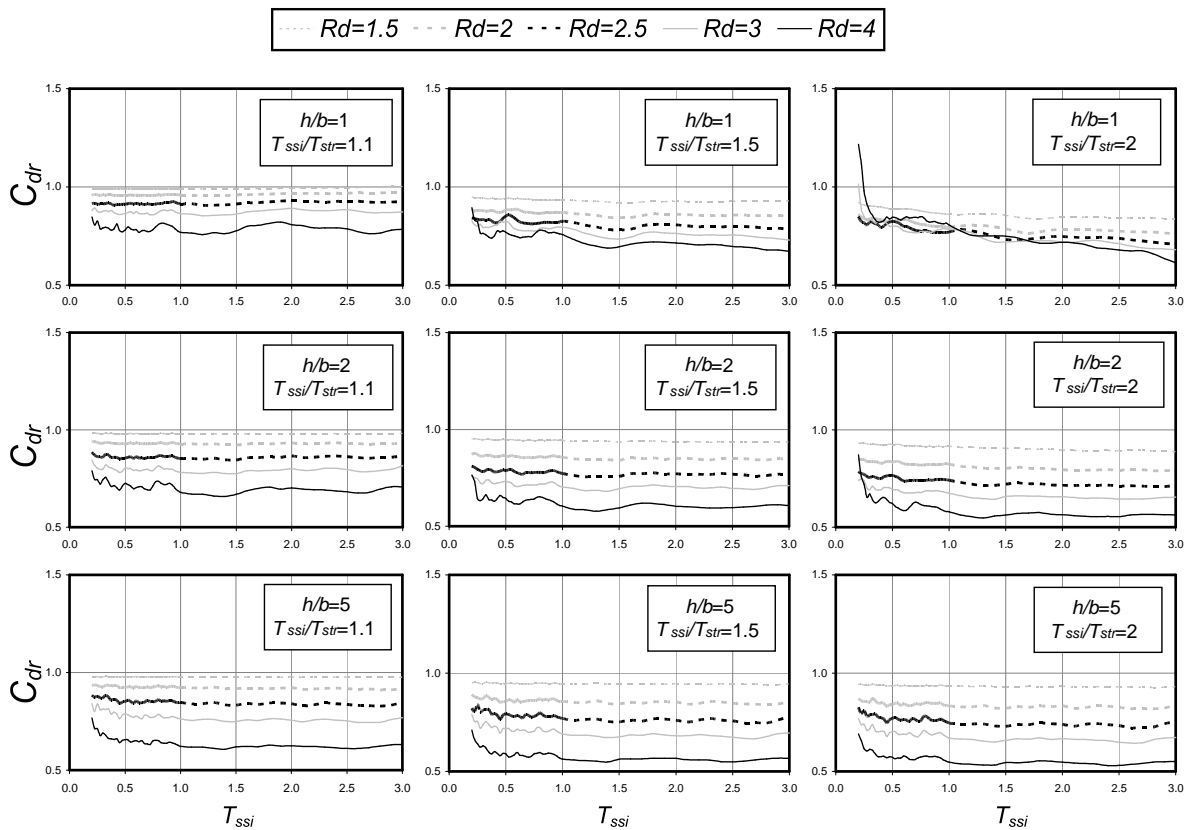 Rd=1.5 Rd=2 Rd=2.5 Rd=3 Rd=4
1.5 1.5 1.5
h/b=1 h/b=1 h/b=1
Tssi/Tstr=1.1 Tssi/Tstr=1.5 Tssi/Tstr=2
Cdr 1.0 1.0 1.0
0.5 0.5 0.5
0.0 0.5 1.0 1.5 2.0 2.5 3.0 0.0 0.5 1.0 1.5 2.0 2.5 3.0 0.0 0.5 1.0 1.5 2.0 2.5 3.0
1.5 1.5 1.5
h/b=2 h/b=2 h/b=2
Tssi/Tstr=1.1 Tssi/Tstr=1.5 Tssi/Tstr=2
Cdr 1.0 1.0 1.0
0.5 0.5 0.5
0.0 0.5 1.0 1.5 2.0 2.5 3.0 0.0 0.5 1.0 1.5 2.0 2.5 3.0 0.0 0.5 1.0 1.5 2.0 2.5 3.0
1.5 1.5 1.5
h/b=5 h/b=5 h/b=5
Tssi/Tstr=1.1 Tssi/Tstr=1.5 Tssi/Tstr=2
Cdr 1.0 1.0 1.0
0.5 0.5 0.5
0.0 0.5 1.0 1.5 2.0 2.5 3.0 0.0 0.5 1.0 1.5 2.0 2.5 3.0 0.0 0.5 1.0 1.5 2.0 2.5 3.0
Tssi Tssi Tssi